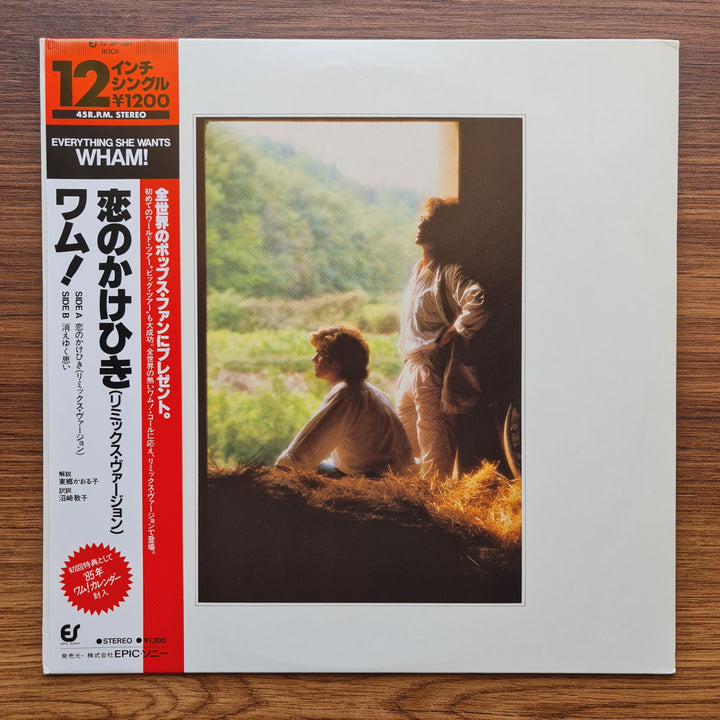 12・3P-587
ROCK
12インチ
シングル
¥1200
45R.P.M. STEREO
EVERYTHING SHE WANTS
WHAM!
全世界のポップス・ファンにプレゼント。
初めてのワールド・ツアー“ビッグ・ツアー”も大成功。全世界の熱いワム!コールに応え、リミックス・ヴァージョンで登場。
恋のかけひき(リミックス・ヴァージョン)
ワム!
SIDE A 恋のかけひき(リミックス・ヴァージョン)
SIDE B 消えゆく思い
解説
東郷かおる子
訳詞
沼崎敦子
初回特典として
'85年
ワム!カレンダー
封入
ES
EPIC SONY
●STEREO ●¥1,200
発売元・株式会社EPIC・ソニー